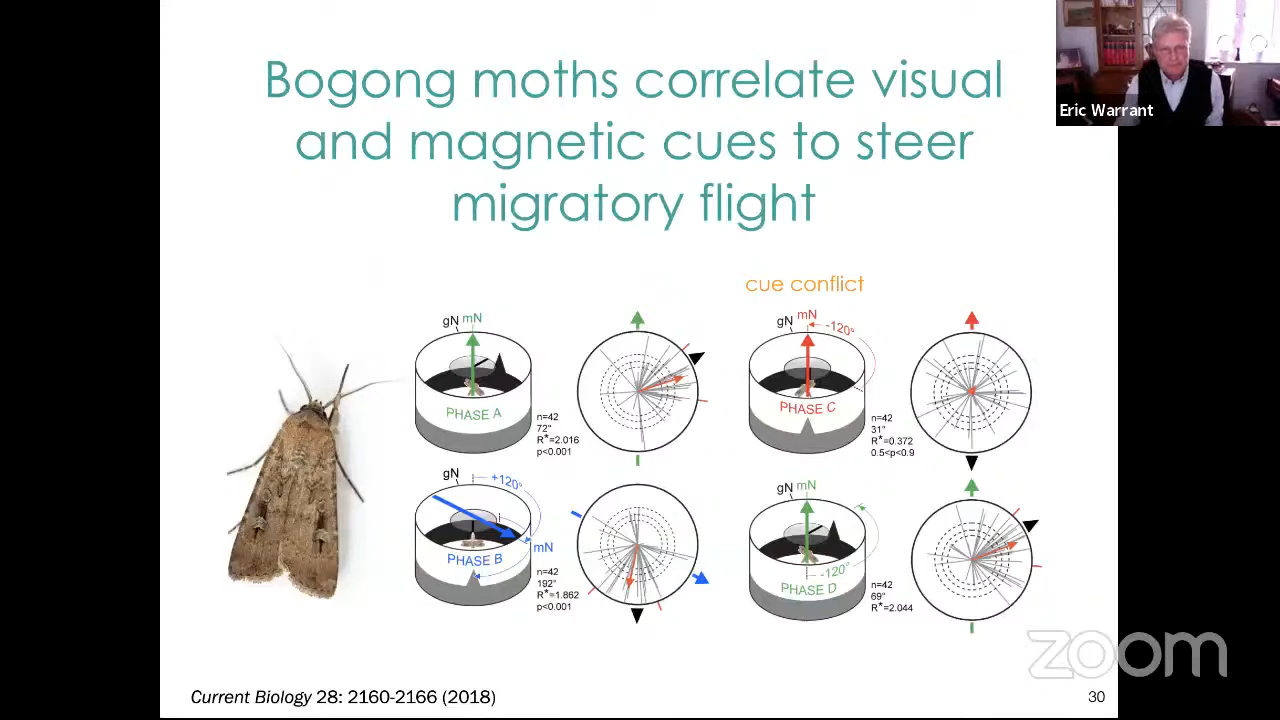 Eric Warrant
Bogong moths correlate visual
and magnetic cues to steer
migratory flight
cue conflict
gN mN
PHASE A
n=42
72°
R*=2.016
p<0.001
gN mN
-120°
PHASE C
n=42
31°
R*=0.372
0.5<p<0.9
gN
+120°
mN
PHASE B
n=42
192°
R*=1.862
p<0.001
gN mN
-120°
PHASE D
n=42
69°
R*=2.044
zoom
Current Biology 28: 2160-2166 (2018)
30